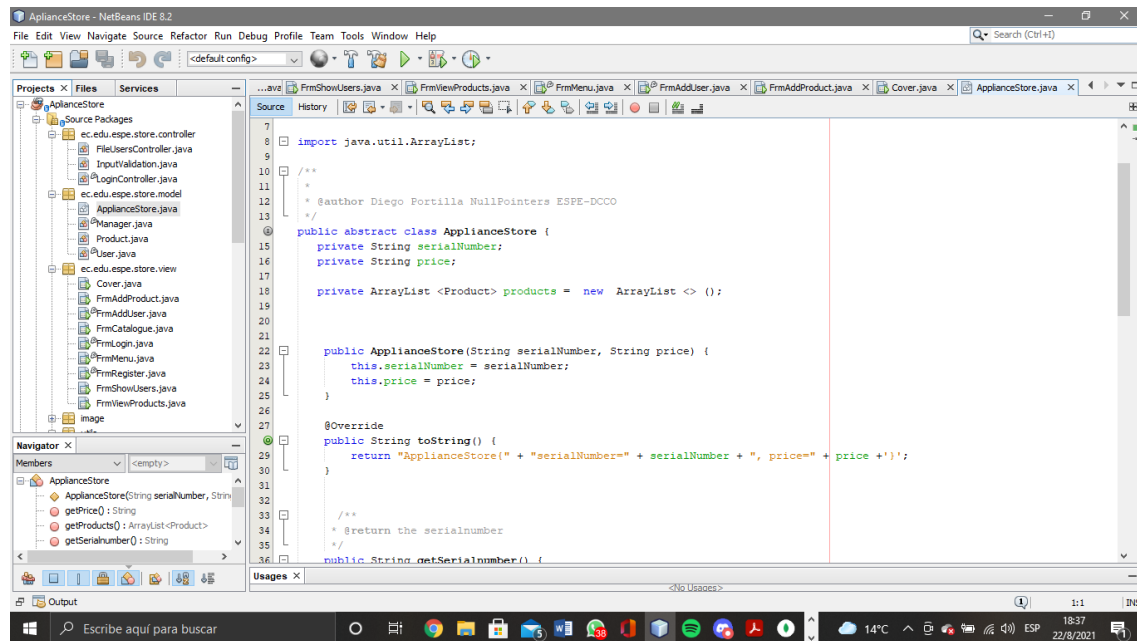 AplianceStore - NetBeans IDE 8.2
File Edit View Navigate Source Refactor Run Debug Profile Team Tools Window Help
Search (Ctrl+I)
<default config>
Projects Files Services
AplianceStore
Source Packages
ec.edu.espe.store.controller
FileUsersController.java
InputValidation.java
LoginController.java
ec.edu.espe.store.model
ApplianceStore.java
Manager.java
Product.java
User.java
ec.edu.espe.store.view
Cover.java
FrmAddProduct.java
FrmAddUser.java
FrmCatalogue.java
FrmLogin.java
FrmMenu.java
FrmRegister.java
FrmShowUsers.java
FrmViewProducts.java
image
Navigator
Members <empty>
ApplianceStore
ApplianceStore(String serialNumber, Strin
getPrice() : String
getProducts() : ArrayList<Product>
getSerialnumber() : String
...ava FrmShowUsers.java FrmViewProducts.java FrmMenu.java FrmAddUser.java FrmAddProduct.java Cover.java ApplianceStore.java
Source History
7
8 import java.util.ArrayList;
9
10 /**
11 *
12 * @author Diego Portilla NullPointers ESPE-DCCO
13 */
public abstract class ApplianceStore {
15 private String serialNumber;
16 private String price;
17
18 private ArrayList <Product> products = new ArrayList <> ();
19
20
21
22 public ApplianceStore(String serialNumber, String price) {
23 this.serialNumber = serialNumber;
24 this.price = price;
25 }
26
27 @Override
public String toString() {
29 return "ApplianceStore{" + "serialNumber=" + serialNumber + ", price=" + price +'}';
30 }
31
32
33 /**
34 * @return the serialnumber
35 */
36 public String getSerialnumber() {
Usages
<No Usages>
Output
1 1:1 INS
Escribe aquí para buscar
5
38
14°C
ESP
18:37
22/8/2021